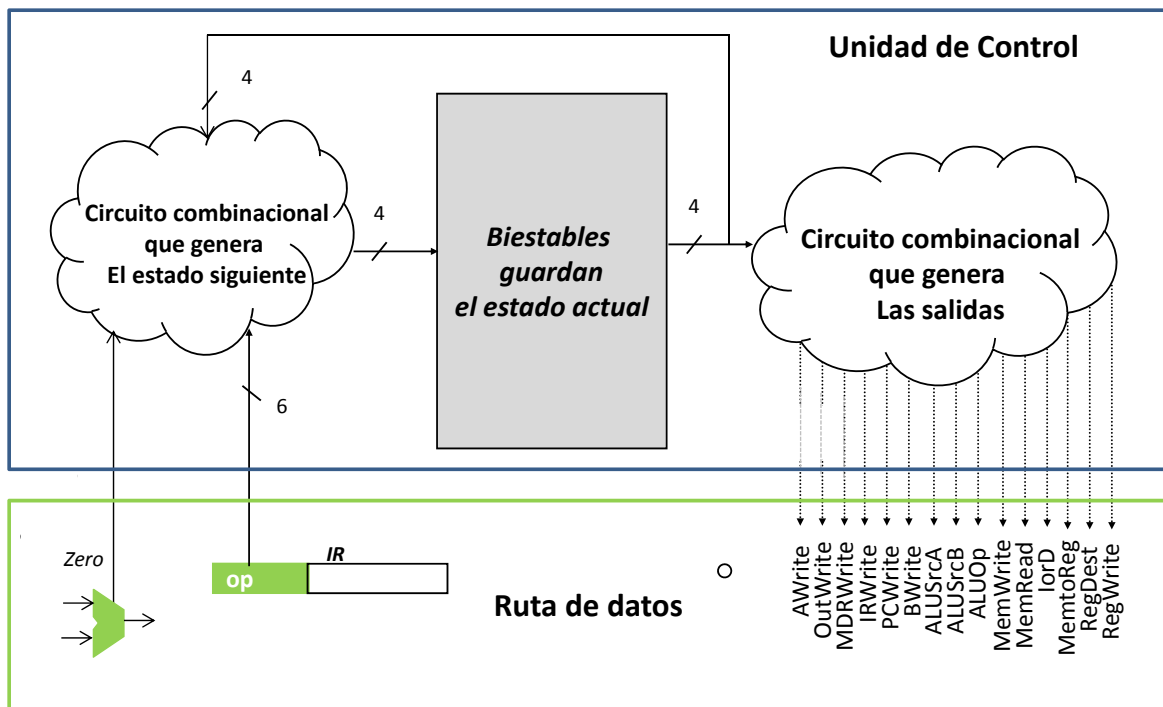 Unidad de Control
4
Circuito combinacional
que genera
El estado siguiente
4
Biestables
guardan
el estado actual
4
Circuito combinacional
que genera
Las salidas
6
Zero
op
IR
Ruta de datos
AWrite
OutWrite
MDRWrite
IRWrite
PCWrite
BWrite
ALUSrcA
ALUSrcB
ALUOp
MemWrite
MemRead
IorD
MemtoReg
RegDest
RegWrite